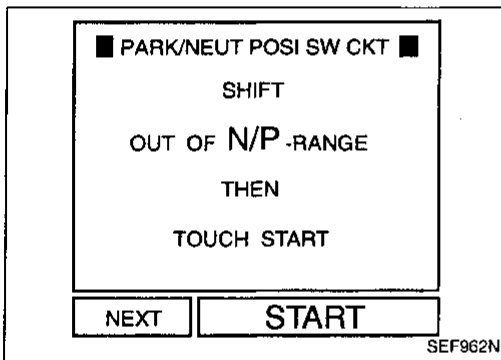 ■ PARK/NEUT POSI SW CKT ■
SHIFT
OUT OF N/P -RANGE
THEN
TOUCH START
NEXT START
SEF962N